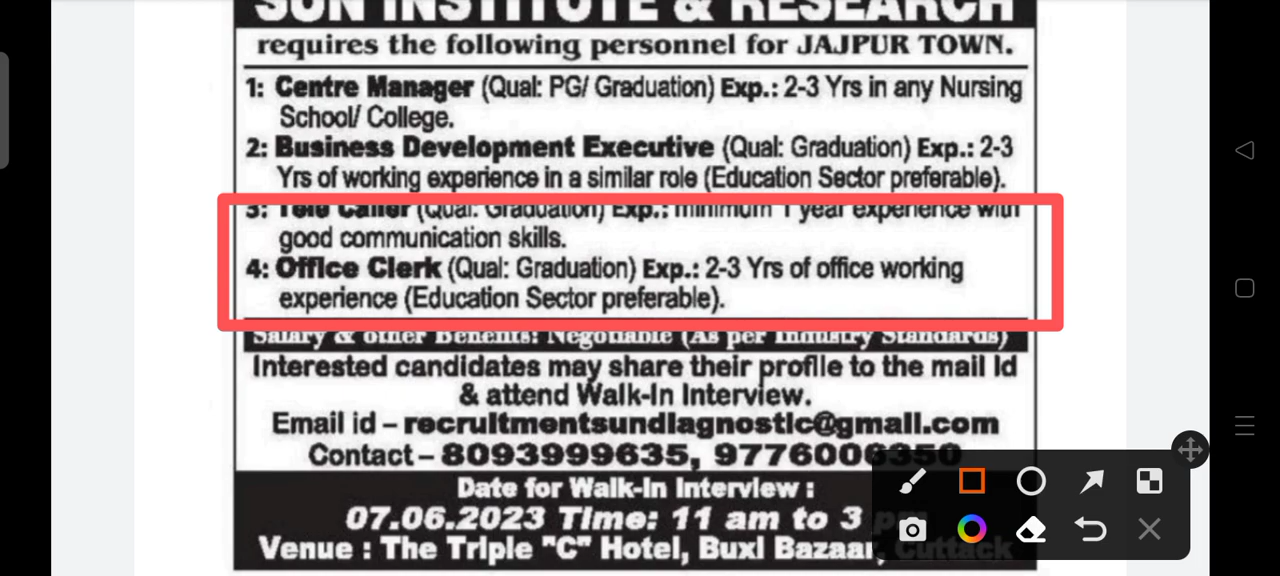 SUN INSTITUTE & RESEARCH
requires the following personnel for JAJPUR TOWN.
1: Centre Manager (Qual: PG/ Graduation) Exp.: 2-3 Yrs in any Nursing
School/ College.
2: Business Development Executive (Qual: Graduation) Exp.: 2-3
Yrs of working experience in a similar role (Education Sector preferable).
3: Tele Caller (Qual: Graduation) Exp.: minimum 1 year experience with
good communication skills.
4: Office Clerk (Qual: Graduation) Exp.: 2-3 Yrs of office working
experience (Education Sector preferable).
Salary & other Benefits: Negotiable (As per Industry Standards)
Interested candidates may share their profile to the mail id
& attend Walk-In Interview.
Email id – recruitmentsundiagnostic@gmail.com
Contact – 8093999635, 9776006350
Date for Walk-In Interview :
07.06.2023 Time: 11 am to 3 pm
Venue : The Triple "C" Hotel, Buxi Bazaar, Cuttack